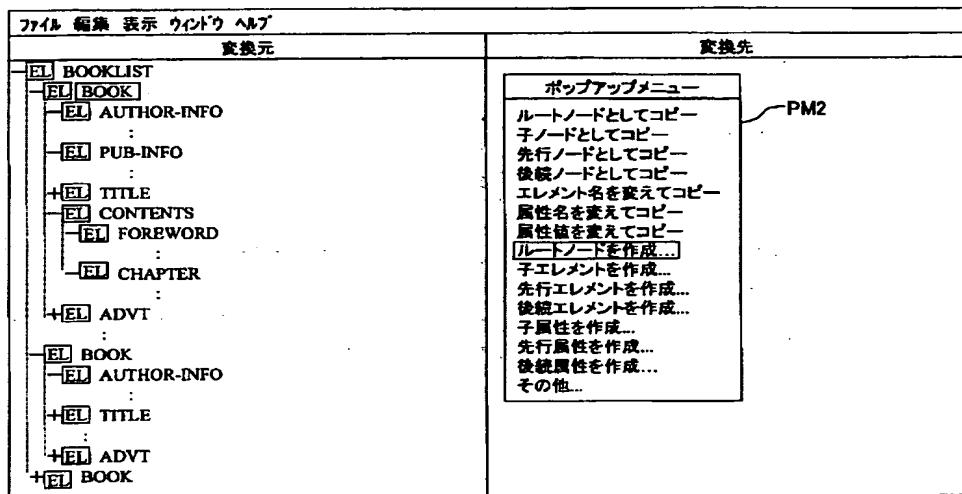 ファイル 編集 表示 ウィンドウ ヘルプ
変換元
変換先
EL BOOKLIST
EL BOOK
EL AUTHOR-INFO
:
EL PUB-INFO
:
+EL TITLE
EL CONTENTS
EL FOREWORD
:
EL CHAPTER
:
+EL ADVT
:
EL BOOK
EL AUTHOR-INFO
:
+EL TITLE
:
+EL ADVT
+EL BOOK
ポップアップメニュー
ルートノードとしてコピー
子ノードとしてコピー
先行ノードとしてコピー
後続ノードとしてコピー
エレメント名を変えてコピー
属性名を変えてコピー
属性値を変えてコピー
ルートノードを作成...
子エレメントを作成...
先行エレメントを作成...
後続エレメントを作成...
子属性を作成...
先行属性を作成...
後続属性を作成...
その他...
PM2